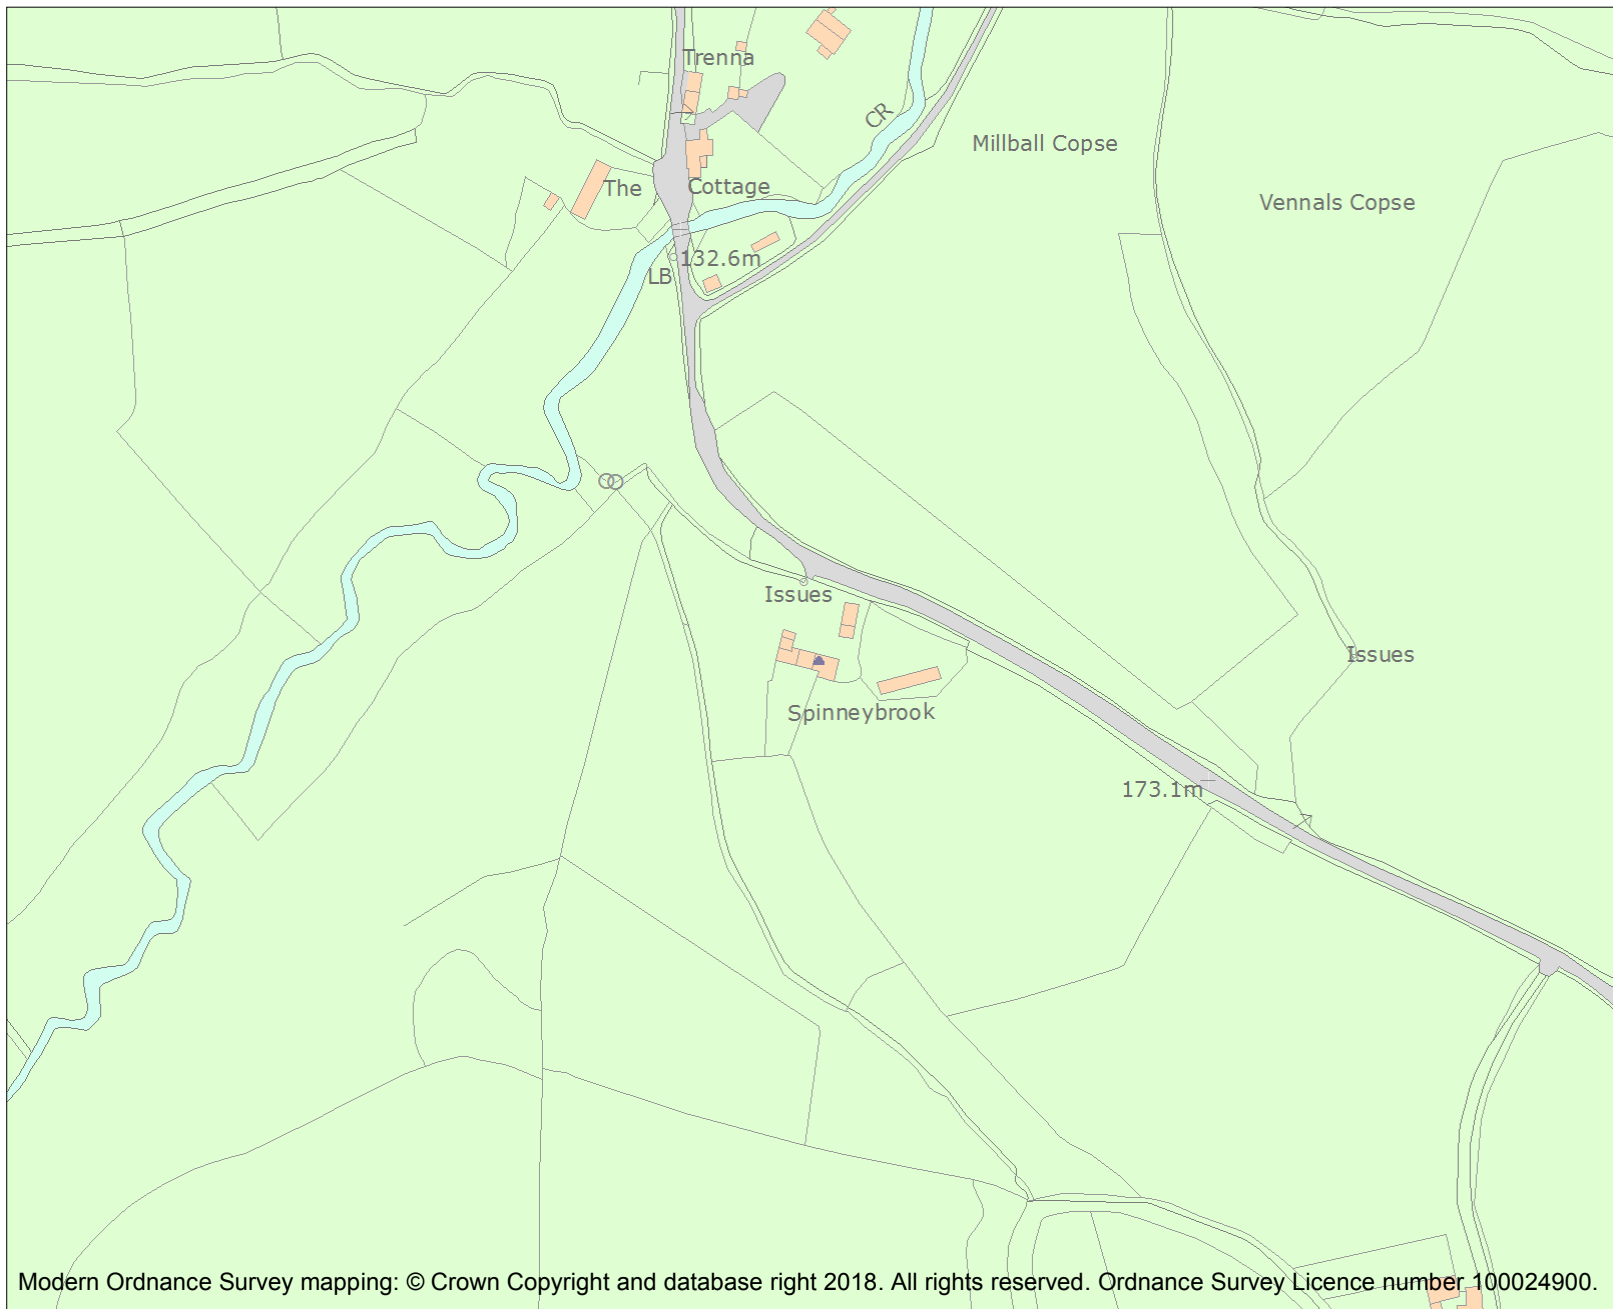 Trenna
CR
Millball Copse
The
Cottage
Vennals Copse
132.6m
LB
Issues
Issues
Spinneybrook
173.1m
Modern Ordnance Survey mapping: © Crown Copyright and database right 2018. All rights reserved. Ordnance Survey Licence number 100024900.